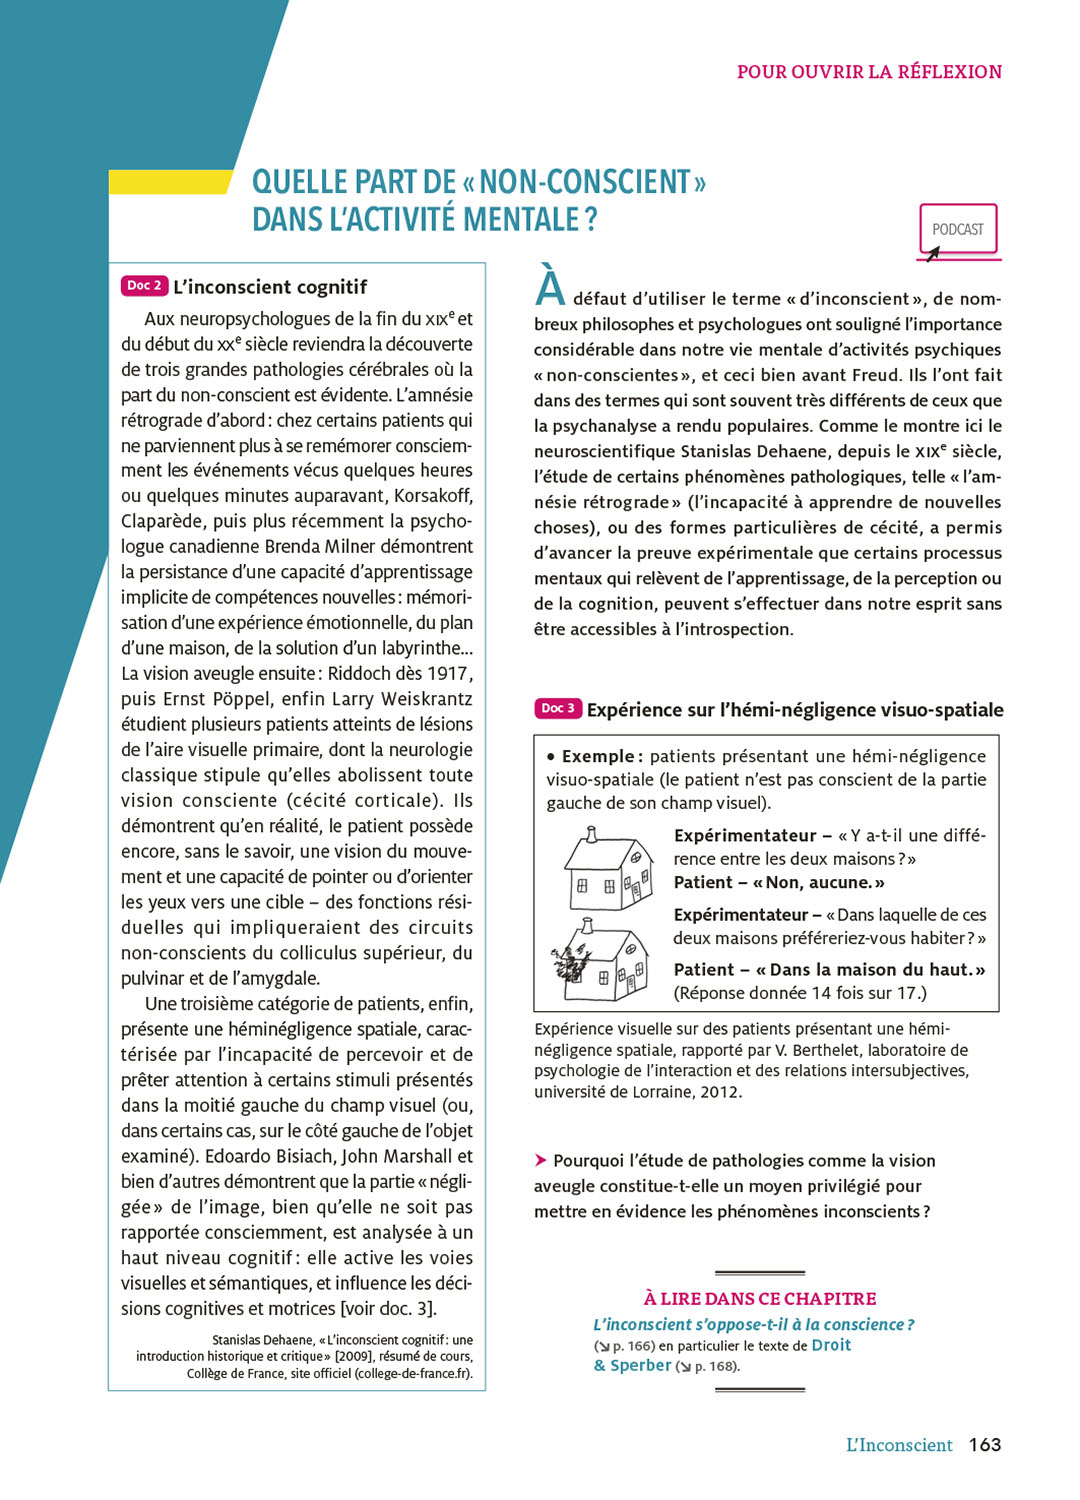 POUR OUVRIR LA RÉFLEXION
QUELLE PART DE « NON-CONSCIENT »
DANS L’ACTIVITÉ MENTALE ?
PODCAST
Doc 2 L’inconscient cognitif
Aux neuropsychologues de la fin du XIXe et
du début du XXe siècle reviendra la découverte
de trois grandes pathologies cérébrales où la
part du non-conscient est évidente. L’amnésie
rétrograde d’abord : chez certains patients qui
ne parviennent plus à se remémorer consciem-
ment les événements vécus quelques heures
ou quelques minutes auparavant, Korsakoff,
Claparède, puis plus récemment la psycho-
logue canadienne Brenda Milner démontrent
la persistance d’une capacité d’apprentissage
implicite de compétences nouvelles : mémori-
sation d’une expérience émotionnelle, du plan
d’une maison, de la solution d’un labyrinthe...
La vision aveugle ensuite : Riddoch dès 1917,
puis Ernst Pöppel, enfin Larry Weiskrantz
étudient plusieurs patients atteints de lésions
de l’aire visuelle primaire, dont la neurologie
classique stipule qu’elles abolissent toute
vision consciente (cécité corticale). Ils
démontrent qu’en réalité, le patient possède
encore, sans le savoir, une vision du mouve-
ment et une capacité de pointer ou d’orienter
les yeux vers une cible – des fonctions rési-
duelles qui impliqueraient des circuits
non-conscients du colliculus supérieur, du
pulvinar et de l’amygdale.
Une troisième catégorie de patients, enfin,
présente une héminégligence spatiale, carac-
térisée par l’incapacité de percevoir et de
prêter attention à certains stimuli présentés
dans la moitié gauche du champ visuel (ou,
dans certains cas, sur le côté gauche de l’objet
examiné). Edoardo Bisiach, John Marshall et
bien d’autres démontrent que la partie « négli-
gée » de l’image, bien qu’elle ne soit pas
rapportée consciemment, est analysée à un
haut niveau cognitif : elle active les voies
visuelles et sémantiques, et influence les déci-
sions cognitives et motrices [voir doc. 3].
Stanislas Dehaene, « L’inconscient cognitif : une
introduction historique et critique » [2009], résumé de cours,
Collège de France, site officiel (college-de-france.fr).
À défaut d’utiliser le terme « d’inconscient », de nom-
breux philosophes et psychologues ont souligné l’importance
considérable dans notre vie mentale d’activités psychiques
« non-conscientes », et ceci bien avant Freud. Ils l’ont fait
dans des termes qui sont souvent très différents de ceux que
la psychanalyse a rendu populaires. Comme le montre ici le
neuroscientifique Stanislas Dehaene, depuis le XIXe siècle,
l’étude de certains phénomènes pathologiques, telle « l’am-
nésie rétrograde » (l’incapacité à apprendre de nouvelles
choses), ou des formes particulières de cécité, a permis
d’avancer la preuve expérimentale que certains processus
mentaux qui relèvent de l’apprentissage, de la perception ou
de la cognition, peuvent s’effectuer dans notre esprit sans
être accessibles à l’introspection.
Doc 3 Expérience sur l’hémi-négligence visuo-spatiale
• Exemple : patients présentant une hémi-négligence
visuo-spatiale (le patient n’est pas conscient de la partie
gauche de son champ visuel).
Expérimentateur – « Y a-t-il une diffé-
rence entre les deux maisons ? »
Patient – « Non, aucune. »
Expérimentateur – « Dans laquelle de ces
deux maisons préféreriez-vous habiter ? »
Patient – « Dans la maison du haut. »
(Réponse donnée 14 fois sur 17.)
Expérience visuelle sur des patients présentant une hémi-
négligence spatiale, rapporté par V. Berthelet, laboratoire de
psychologie de l’interaction et des relations intersubjectives,
université de Lorraine, 2012.
➤ Pourquoi l’étude de pathologies comme la vision
aveugle constitue-t-elle un moyen privilégié pour
mettre en évidence les phénomènes inconscients ?
À LIRE DANS CE CHAPITRE
L’inconscient s’oppose-t-il à la conscience ?
(↘ p. 166) en particulier le texte de Droit
& Sperber (↘ p. 168).
L’Inconscient 163